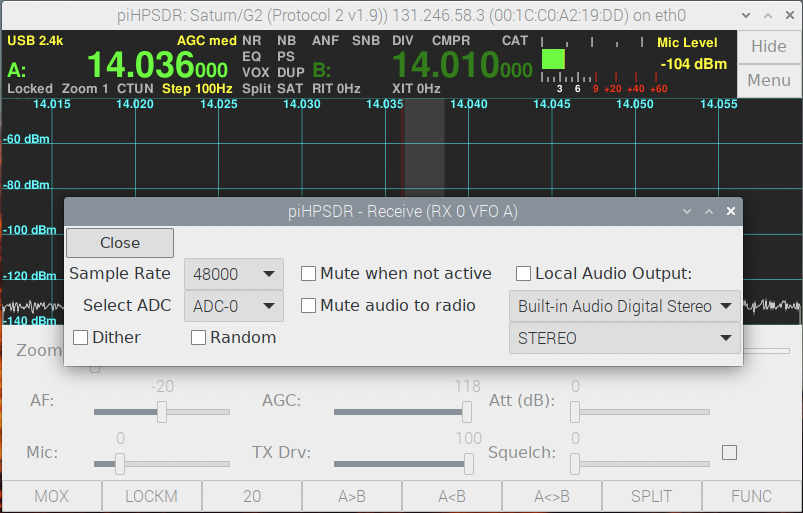 piHPSDR: Saturn/G2 (Protocol 2 v1.9)) 131.246.58.3 (00:1C:C0:A2:19:DD) on eth0
USB 2.4k AGC med NR NB ANF SNB DIV CMPR CAT Mic Level Hide
A: 14.036000 EQ PS B: 14.010000 -104 dBm
VOX DUP
Locked Zoom 1 CTUN Step 100Hz Split SAT RIT 0Hz XIT 0Hz 3 6 9 +20 +40 +60 Menu
14.015 14.020 14.025 14.030 14.035 14.040 14.045 14.050 14.055
-60 dBm
-80 dBm
-100 dBm
-120 dBm
-140 dBm
piHPSDR - Receive (RX 0 VFO A)
Close
Sample Rate 48000 Mute when not active Local Audio Output:
Select ADC ADC-0 Mute audio to radio Built-in Audio Digital Stereo
Dither Random STEREO
Zoom
AF: -20 AGC: 118 Att (dB): 0
Mic: 0 TX Drv: 100 Squelch: 0
MOX LOCKM 20 A>B A<B A<>B SPLIT FUNC